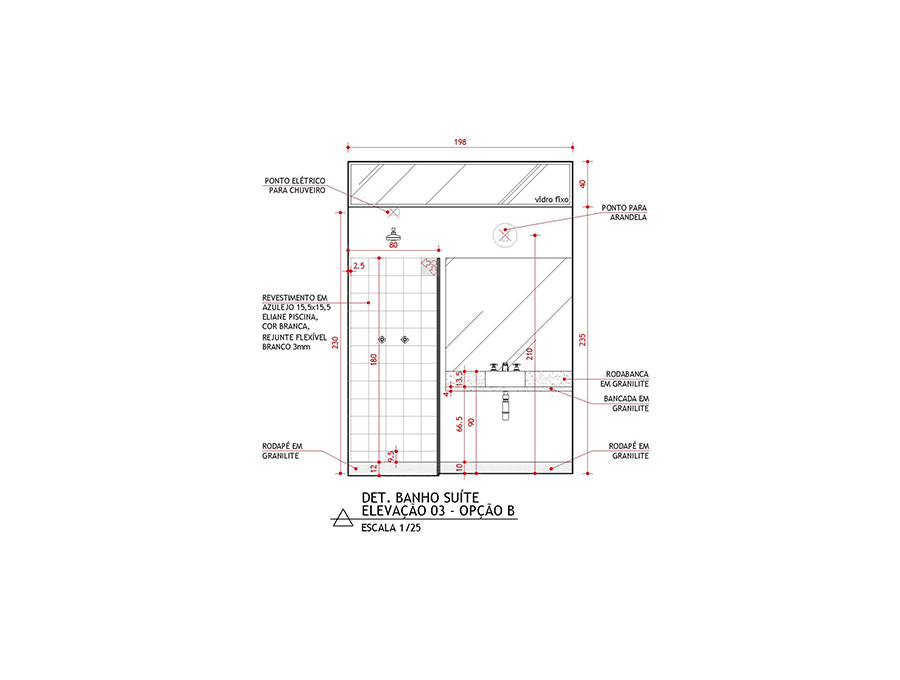 198
40
vidro fixo
PONTO ELÉTRICO
PARA CHUVEIRO
PONTO PARA
ARANDELA
80
2.5
REVESTIMENTO EM
AZULEJO 15,5x15,5
ELIANE PISCINA,
COR BRANCA,
REJUNTE FLEXÍVEL
BRANCO 3mm
230
180
210
235
13.5
4
66.5
90
RODABANCA
EM GRANILITE
BANCADA EM
GRANILITE
RODAPÉ EM
GRANILITE
9.5
12
10
RODAPÉ EM
GRANILITE
DET. BANHO SUÍTE
ELEVAÇÃO 03 - OPÇÃO B
ESCALA 1/25